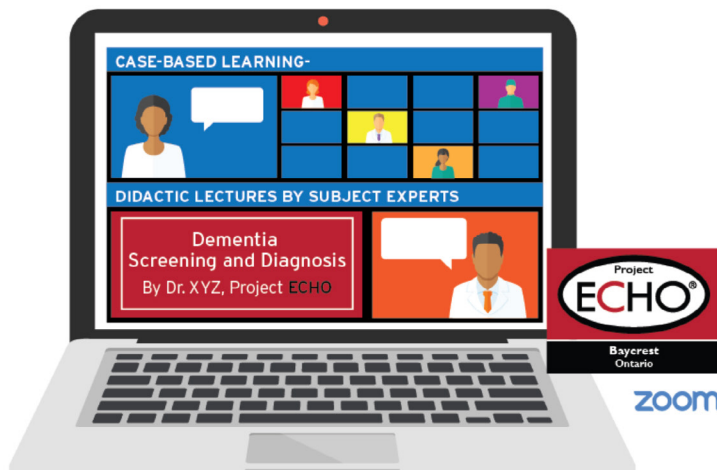 CASE-BASED LEARNING-
DIDACTIC LECTURES BY SUBJECT EXPERTS
Dementia
Screening and Diagnosis
By Dr. XYZ, Project ECHO
Project
ECHO®
Baycrest
Ontario
zoom